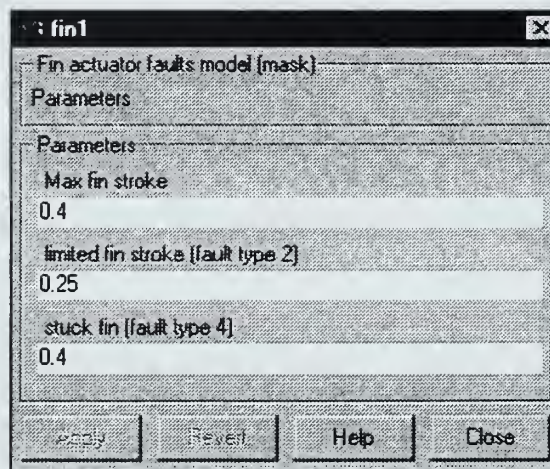 fin1
Fin actuator faults model (mask)
Parameters
Parameters
Max fin stroke
0.4
limited fin stroke (fault type 2)
0.25
stuck fin (fault type 4)
0.4
Apply
Revert
Help
Close